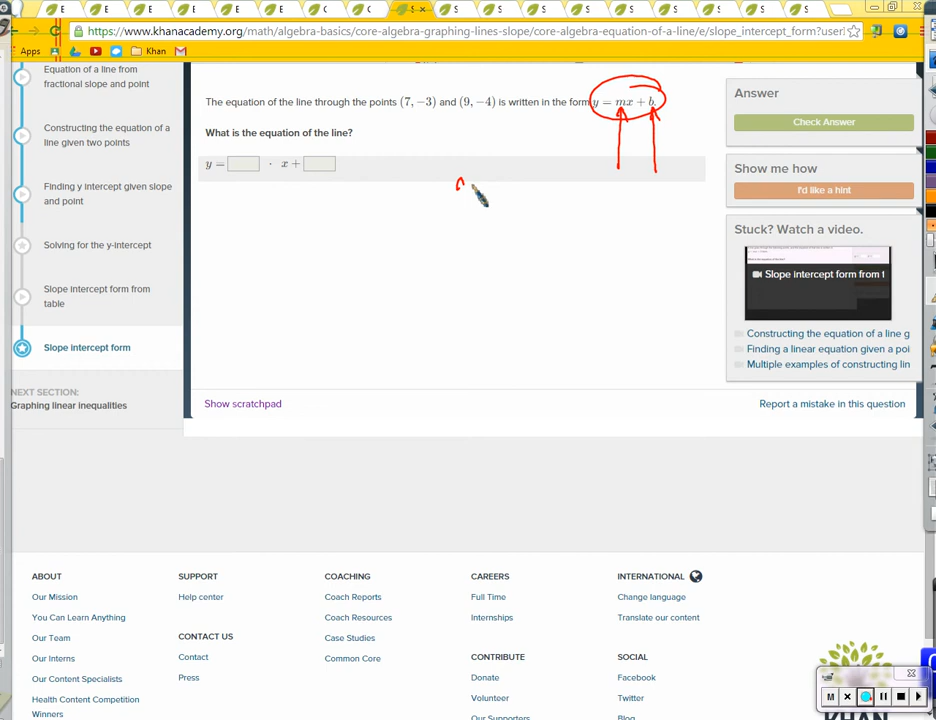 E E E E E E C C S × S S S S S S S S S
https://www.khanacademy.org/math/algebra-basics/core-algebra-graphing-lines-slope/core-algebra-equation-of-a-line/e/slope_intercept_form?user
Apps Khan
Equation of a line from
fractional slope and point
Constructing the equation of a
line given two points
Finding y intercept given slope
and point
Solving for the y-intercept
Slope intercept form from
table
Slope intercept form
NEXT SECTION:
Graphing linear inequalities
The equation of the line through the points (7, −3) and (9, −4) is written in the form y = mx + b.
What is the equation of the line?
y = · x +
Show scratchpad
Report a mistake in this question
Answer
Check Answer
Show me how
I'd like a hint
Stuck? Watch a video.
Slope intercept form from t
Constructing the equation of a line g
Finding a linear equation given a poi
Multiple examples of constructing lin
ABOUT
Our Mission
You Can Learn Anything
Our Team
Our Interns
Our Content Specialists
Health Content Competition
Winners
SUPPORT
Help center
CONTACT US
Contact
Press
COACHING
Coach Reports
Coach Resources
Case Studies
Common Core
CAREERS
Full Time
Internships
CONTRIBUTE
Donate
Volunteer
Our Supporters
INTERNATIONAL
Change language
Translate our content
SOCIAL
Facebook
Twitter
Blog
M